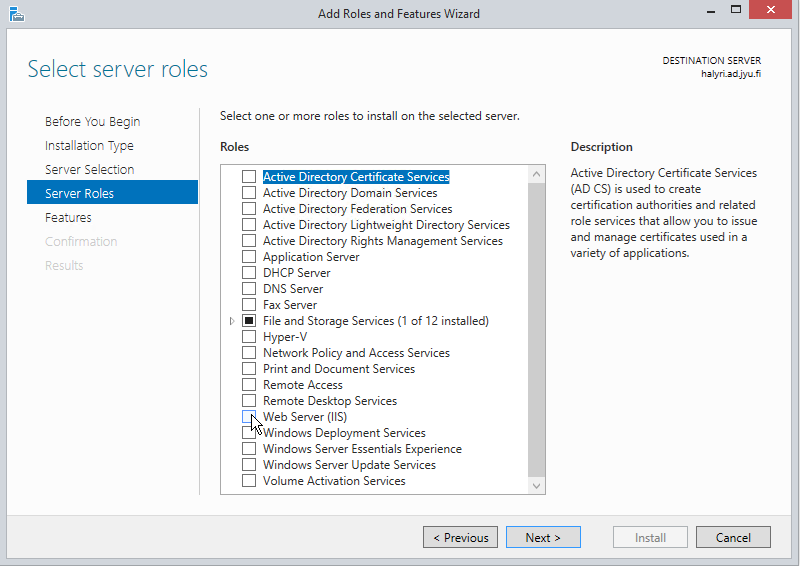 Add Roles and Features Wizard
Select server roles
DESTINATION SERVER
halyri.ad.jyu.fi
Before You Begin
Installation Type
Server Selection
Server Roles
Features
Confirmation
Results
Select one or more roles to install on the selected server.
Roles
Active Directory Certificate Services
Active Directory Domain Services
Active Directory Federation Services
Active Directory Lightweight Directory Services
Active Directory Rights Management Services
Application Server
DHCP Server
DNS Server
Fax Server
File and Storage Services (1 of 12 installed)
Hyper-V
Network Policy and Access Services
Print and Document Services
Remote Access
Remote Desktop Services
Web Server (IIS)
Windows Deployment Services
Windows Server Essentials Experience
Windows Server Update Services
Volume Activation Services
Description
Active Directory Certificate Services
(AD CS) is used to create
certification authorities and related
role services that allow you to issue
and manage certificates used in a
variety of applications.
< Previous
Next >
Install
Cancel